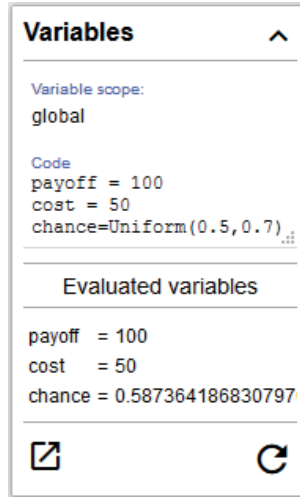 Variables
Variable scope:
global
Code
payoff = 100
cost = 50
chance=Uniform(0.5,0.7)
Evaluated variables
payoff = 100
cost = 50
chance = 0.587364186830797